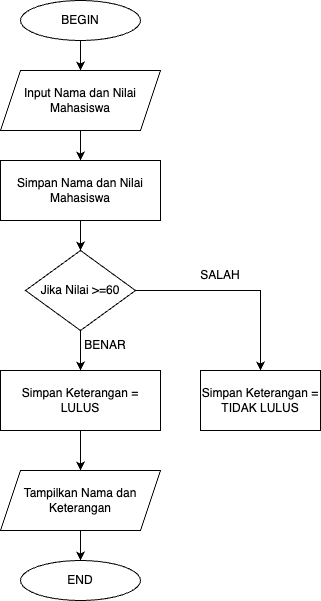 BEGIN
Input Nama dan Nilai
Mahasiswa
Simpan Nama dan Nilai
Mahasiswa
Jika Nilai >=60
SALAH
BENAR
Simpan Keterangan =
LULUS
Simpan Keterangan =
TIDAK LULUS
Tampilkan Nama dan
Keterangan
END